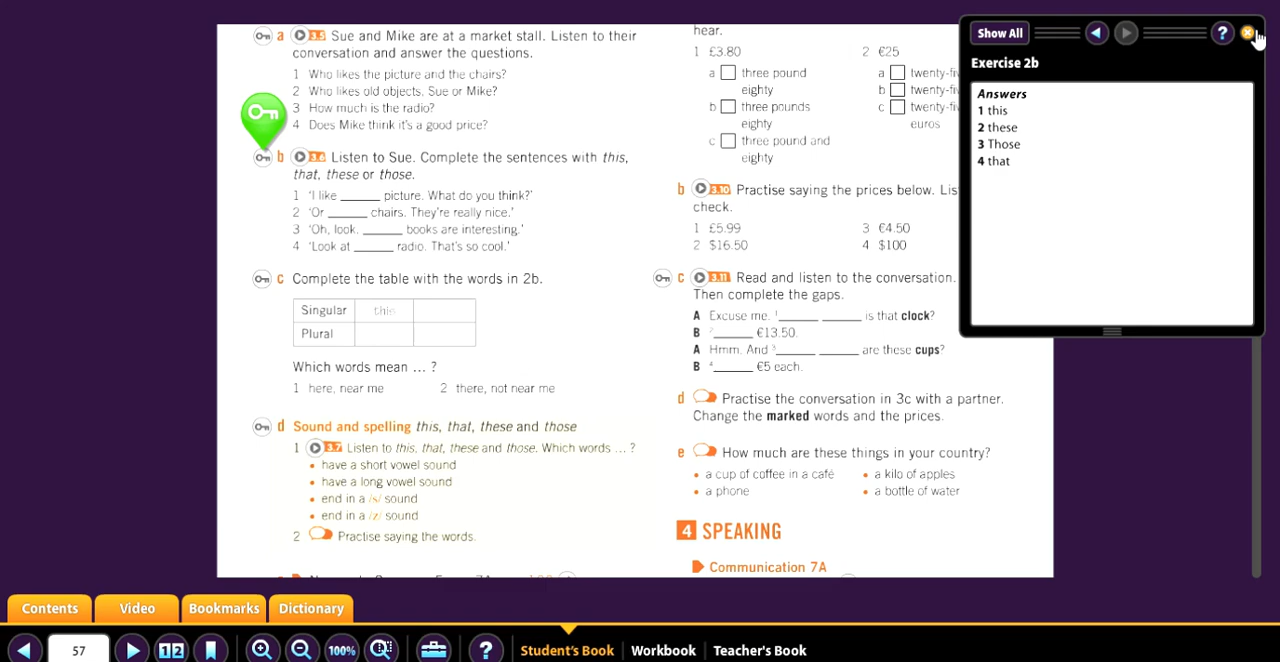 a 3.5 Sue and Mike are at a market stall. Listen to their
conversation and answer the questions.
1 Who likes the picture and the chairs?
2 Who likes old objects, Sue or Mike?
3 How much is the radio?
4 Does Mike think it's a good price?
b 3.6 Listen to Sue. Complete the sentences with this,
that, these or those.
1 'I like ______ picture. What do you think?'
2 'Or ______ chairs. They're really nice.'
3 'Oh, look. ______ books are interesting.'
4 'Look at ______ radio. That's so cool.'
c Complete the table with the words in 2b.
Singular this
Plural
Which words mean ... ?
1 here, near me 2 there, not near me
d Sound and spelling this, that, these and those
1 3.7 Listen to this, that, these and those. Which words ... ?
• have a short vowel sound
• have a long vowel sound
• end in a /s/ sound
• end in a /z/ sound
2 Practise saying the words.
hear.
1 £3.80 2 €25
a three pound
eighty
b three pounds
eighty
c three pound and
eighty
a twenty-fi
b twenty-fi
c twenty-fi
euros
b 3.10 Practise saying the prices below. Lis
check.
1 £5.99 3 €4.50
2 $16.50 4 $100
c 3.11 Read and listen to the conversation.
Then complete the gaps.
A Excuse me. 1______ ______ is that clock?
B 2______ €13.50.
A Hmm. And 3______ ______ are these cups?
B 4______ €5 each.
d Practise the conversation in 3c with a partner.
Change the marked words and the prices.
e How much are these things in your country?
• a cup of coffee in a café • a kilo of apples
• a phone • a bottle of water
4 SPEAKING
Communication 7A
Show All ?
Exercise 2b
Answers
1 this
2 these
3 Those
4 that
Contents Video Bookmarks Dictionary
57 1 2 100% ? Student's Book Workbook Teacher's Book